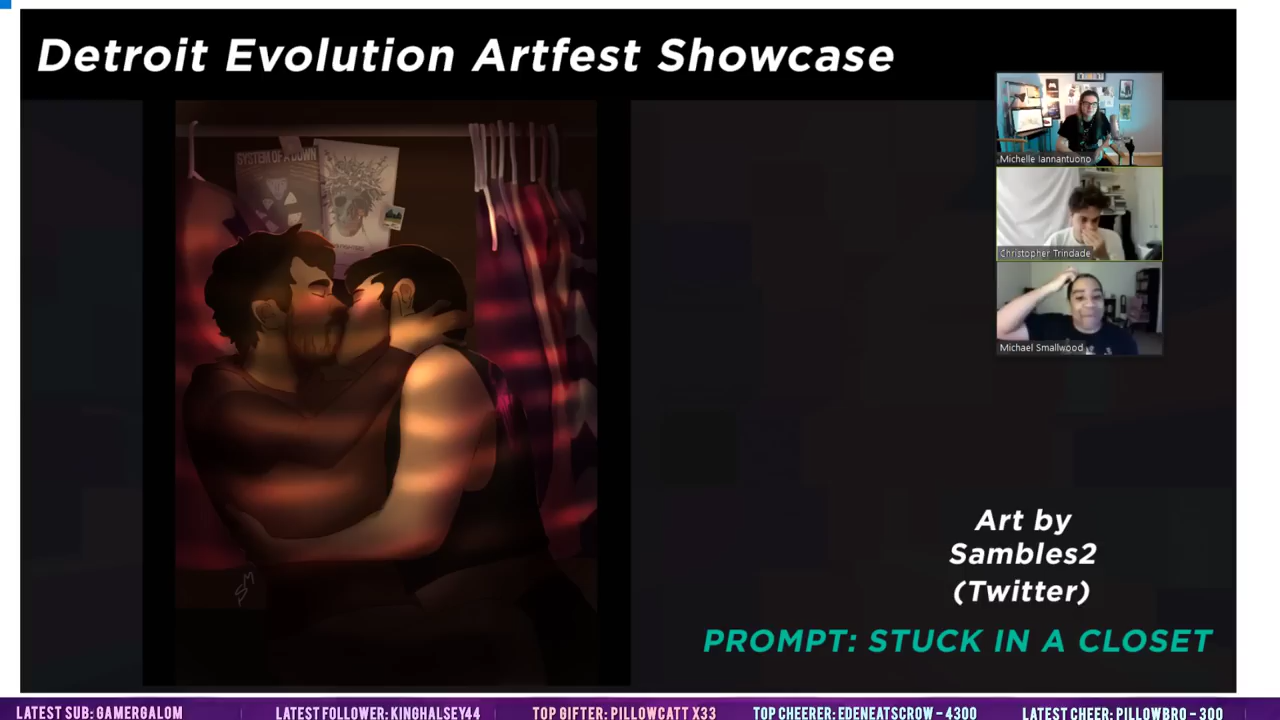 Detroit Evolution Artfest Showcase
SYSTEM OF A DOWN
Michelle Iannantuono
Christopher Trindade
Michael Smallwood
SM
Art by
Sambles2
(Twitter)
PROMPT: STUCK IN A CLOSET
LATEST SUB: GAMERGALOM
LATEST FOLLOWER: KINGHALSEY44
TOP GIFTER: PILLOWCATT X33
TOP CHEERER: EDENEATSCROW - 4300
LATEST CHEER: PILLOWBRO - 300